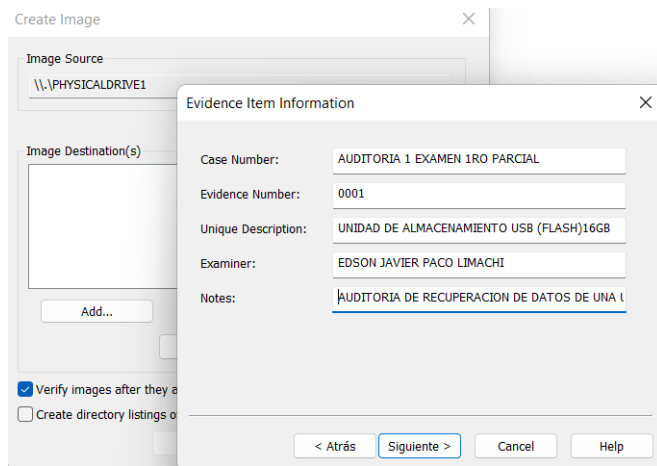 Create Image
Image Source
\\.\PHYSICALDRIVE1
Evidence Item Information
Image Destination(s)
Case Number: AUDITORIA 1 EXAMEN 1RO PARCIAL
Evidence Number: 0001
Unique Description: UNIDAD DE ALMACENAMIENTO USB (FLASH)16GB
Examiner: EDSON JAVIER PACO LIMACHI
Notes: AUDITORIA DE RECUPERACION DE DATOS DE UNA
Add...
Verify images after they a
Create directory listings o
< Atrás Siguiente > Cancel Help